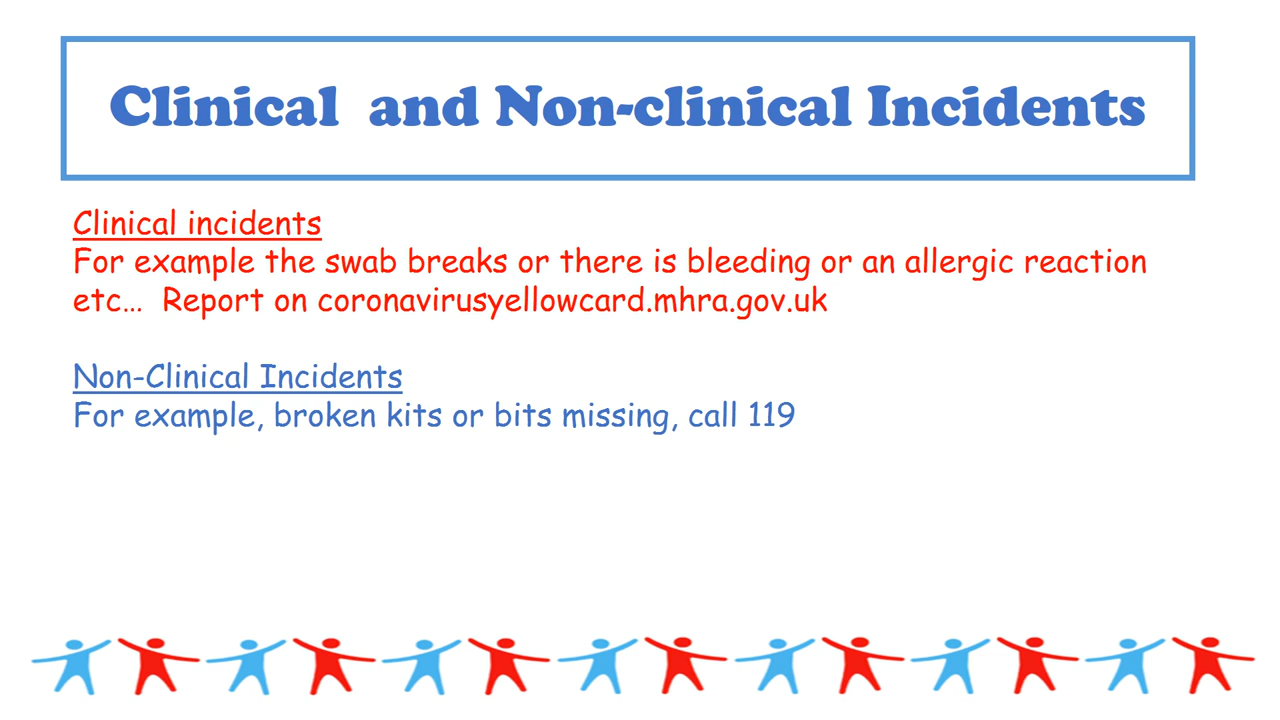 Clinical  and Non-clinical Incidents
Clinical incidents
For example the swab breaks or there is bleeding or an allergic reaction
etc…  Report on coronavirusyellowcard.mhra.gov.uk
Non-Clinical Incidents
For example, broken kits or bits missing, call 119